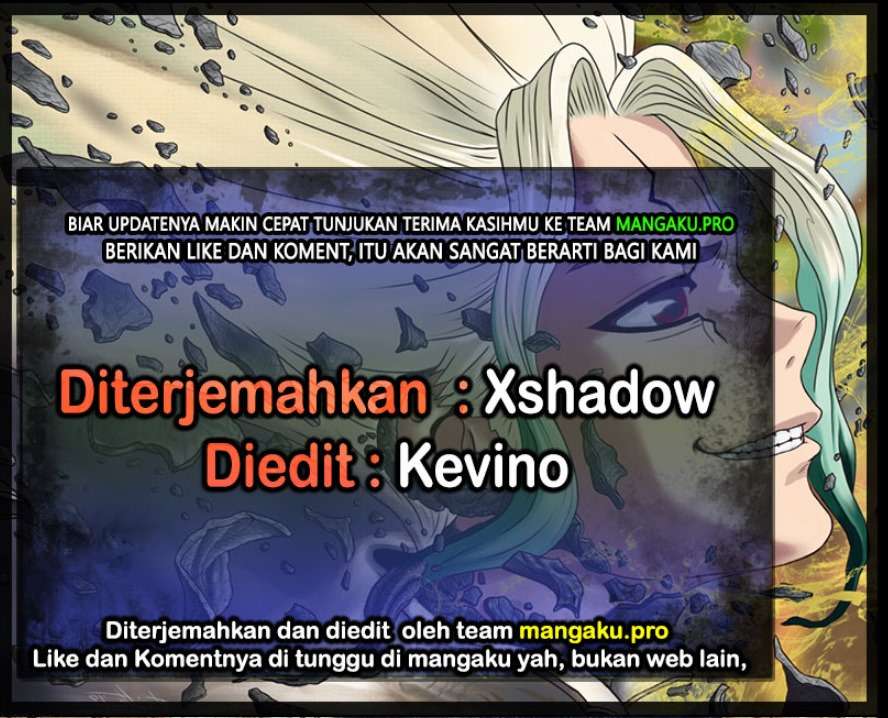 BIAR UPDATENYA MAKIN CEPAT TUNJUKAN TERIMA KASIHMU KE TEAM MANGAKU.PRO
BERIKAN LIKE DAN KOMENT, ITU AKAN SANGAT BERARTI BAGI KAMI
Diterjemahkan : Xshadow
Diedit : Kevino
Diterjemahkan dan diedit oleh team mangaku.pro
Like dan Komentnya di tunggu di mangaku yah, bukan web lain,